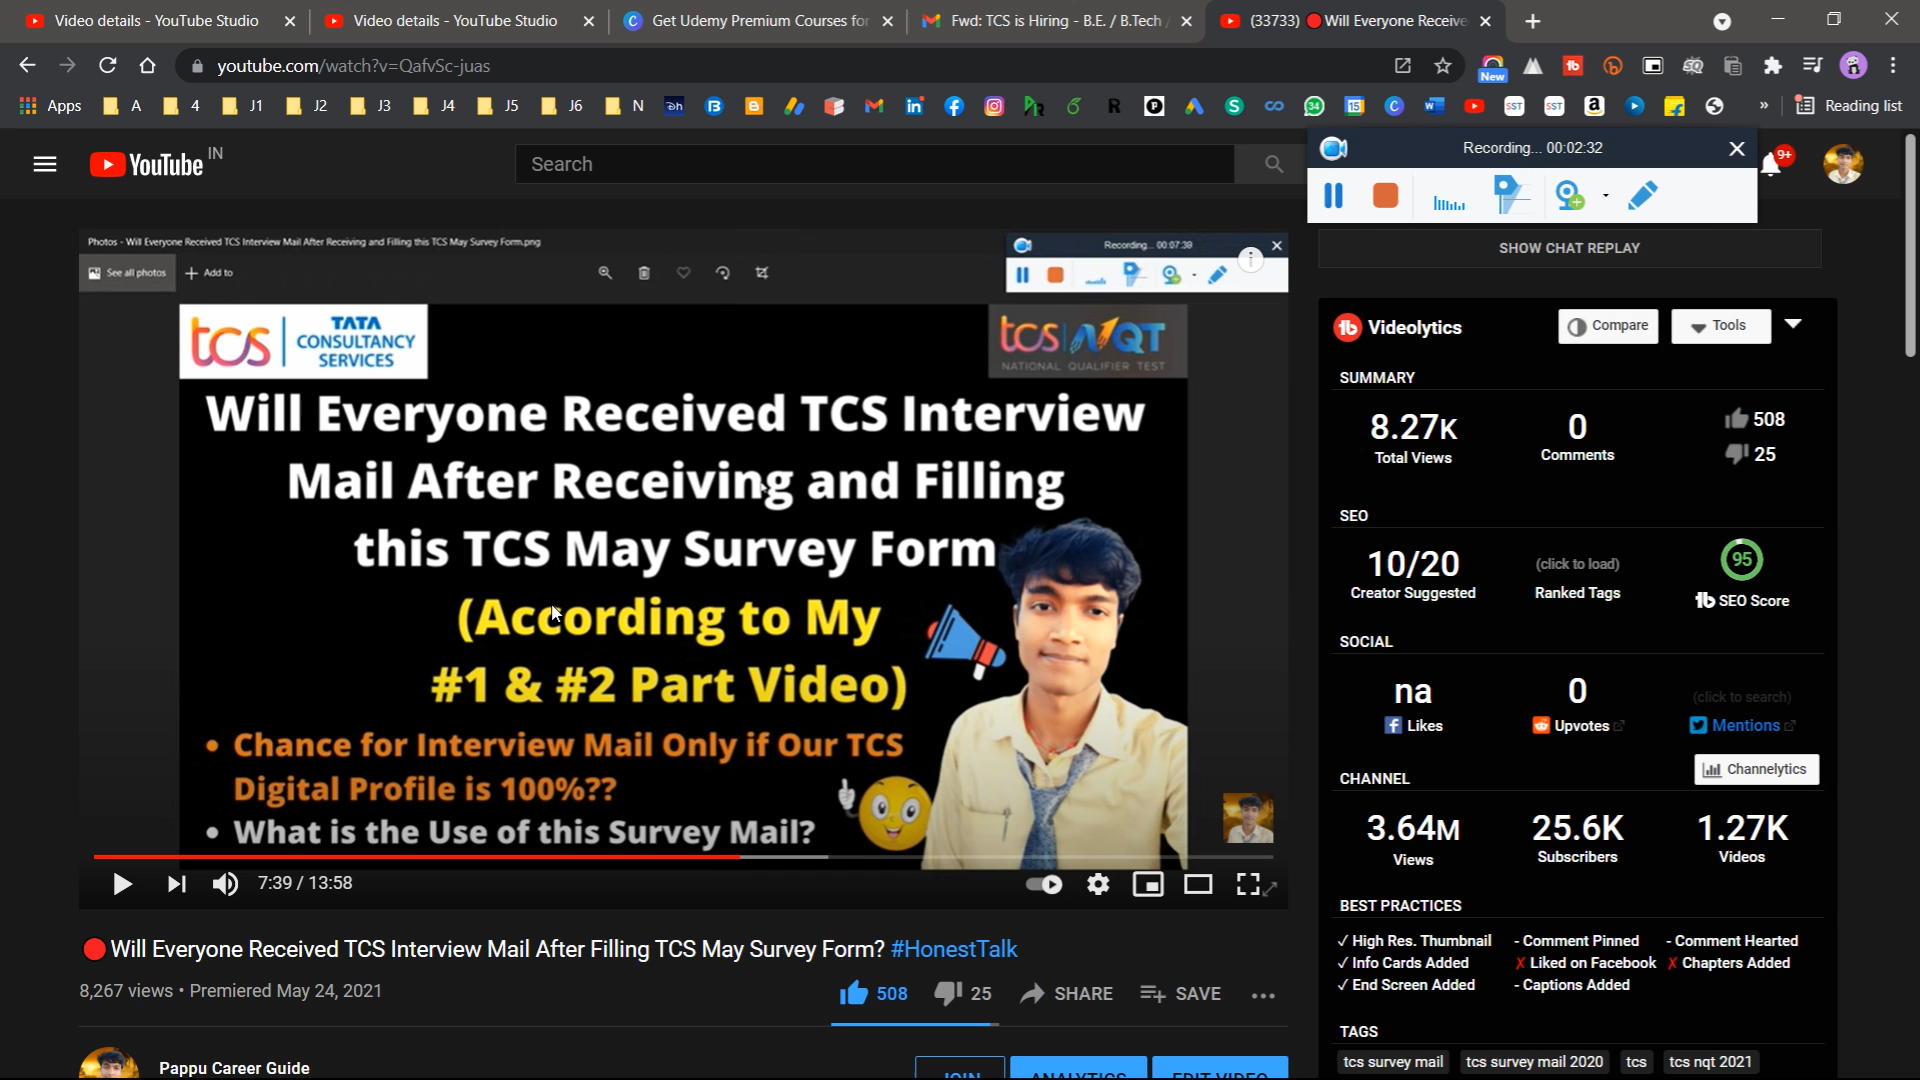 Video details - YouTube Studio
Video details - YouTube Studio
Get Udemy Premium Courses for
Fwd: TCS is Hiring - B.E. / B.Tech /
(33733) Will Everyone Receive
youtube.com/watch?v=QafvSc-juas
New
Apps A 4 J1 J2 J3 J4 J5 J6 N
Reading list
YouTube IN
Search
Recording... 00:02:32
9+
Photos - Will Everyone Received TCS Interview Mail After Receiving and Filling this TCS May Survey Form.png
See all photos
Add to
Recording... 00:07:39
SHOW CHAT REPLAY
tcs TATA
CONSULTANCY
SERVICES
tcs NQT
NATIONAL QUALIFIER TEST
Will Everyone Received TCS Interview
Mail After Receiving and Filling
this TCS May Survey Form
(According to My
#1 & #2 Part Video)
• Chance for Interview Mail Only if Our TCS
Digital Profile is 100%??
• What is the Use of this Survey Mail?
7:39 / 13:58
Will Everyone Received TCS Interview Mail After Filling TCS May Survey Form? #HonestTalk
8,267 views • Premiered May 24, 2021
508
25
SHARE
SAVE
Pappu Career Guide
JOIN
ANALYTICS
EDIT VIDEO
Videolytics
Compare
Tools
SUMMARY
8.27K
Total Views
0
Comments
508
25
SEO
10/20
Creator Suggested
(click to load)
Ranked Tags
95
SEO Score
SOCIAL
na
Likes
0
Upvotes
(click to search)
Mentions
CHANNEL
Channelytics
3.64M
Views
25.6K
Subscribers
1.27K
Videos
BEST PRACTICES
✓ High Res. Thumbnail - Comment Pinned - Comment Hearted
✓ Info Cards Added ✗ Liked on Facebook ✗ Chapters Added
✓ End Screen Added - Captions Added
TAGS
tcs survey mail
tcs survey mail 2020
tcs
tcs nqt 2021